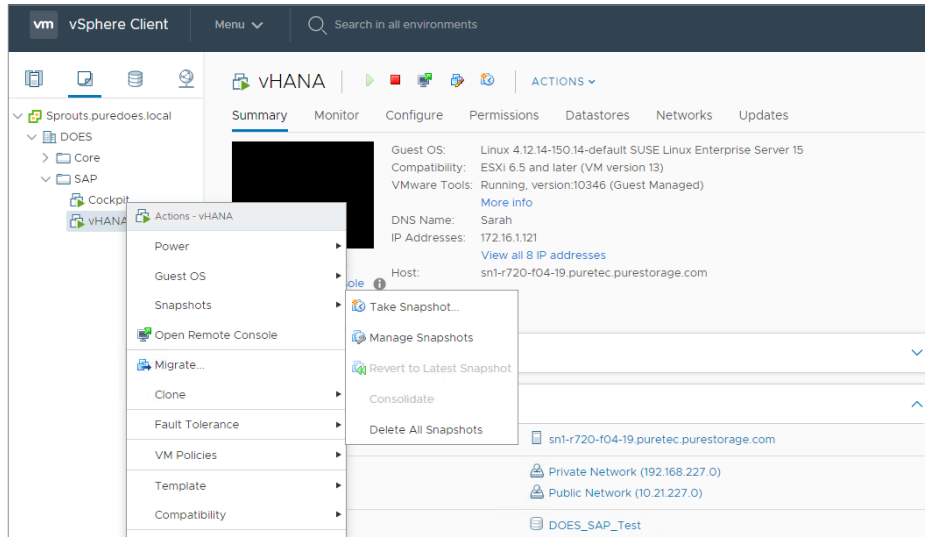 vm vSphere Client Menu Search in all environments
vHANA ACTIONS
Sprouts.puredoes.local
DOES
Core
SAP
Cockpit
vHANA
Summary Monitor Configure Permissions Datastores Networks Updates
Guest OS: Linux 4.12.14-150.14-default SUSE Linux Enterprise Server 15
Compatibility: ESXi 6.5 and later (VM version 13)
VMware Tools: Running, version:10346 (Guest Managed)
More info
DNS Name: Sarah
IP Addresses: 172.16.1.121
View all 8 IP addresses
Host: sn1-r720-f04-19.puretec.purestorage.com
Actions - vHANA
Power
Guest OS
Snapshots
Open Remote Console
Migrate...
Clone
Fault Tolerance
VM Policies
Template
Compatibility
Take Snapshot...
Manage Snapshots
Revert to Latest Snapshot
Consolidate
Delete All Snapshots
sn1-r720-f04-19.puretec.purestorage.com
Private Network (192.168.227.0)
Public Network (10.21.227.0)
DOES_SAP_Test